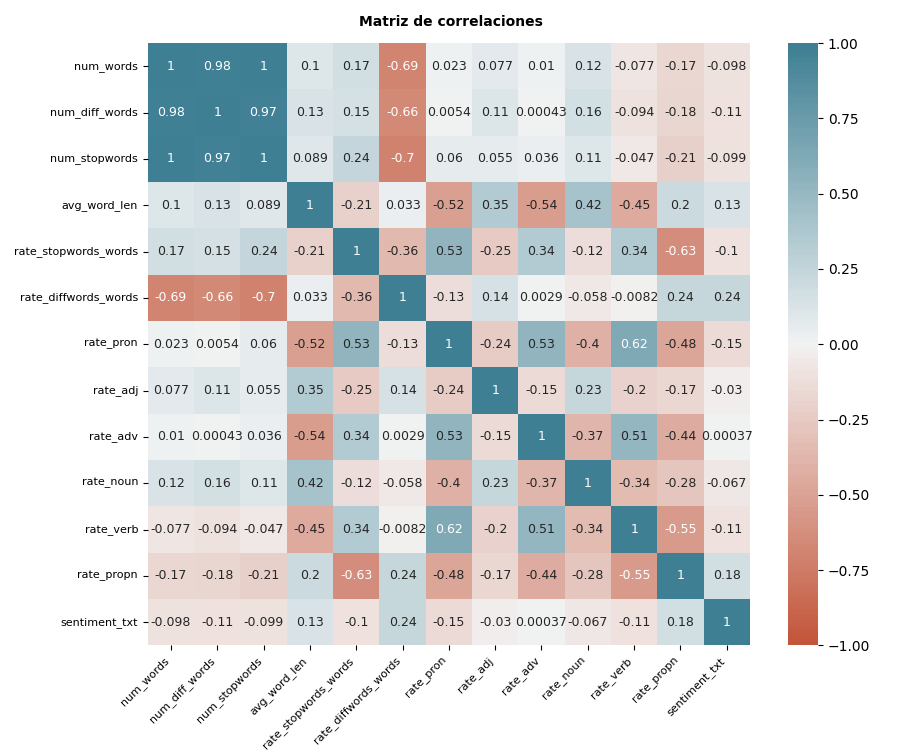 Matriz de correlaciones
num_words 1 0.98 1 0.1 0.17 -0.69 0.023 0.077 0.01 0.12 -0.077 -0.17 -0.098
num_diff_words 0.98 1 0.97 0.13 0.15 -0.66 0.0054 0.11 0.00043 0.16 -0.094 -0.18 -0.11
num_stopwords 1 0.97 1 0.089 0.24 -0.7 0.06 0.055 0.036 0.11 -0.047 -0.21 -0.099
avg_word_len 0.1 0.13 0.089 1 -0.21 0.033 -0.52 0.35 -0.54 0.42 -0.45 0.2 0.13
rate_stopwords_words 0.17 0.15 0.24 -0.21 1 -0.36 0.53 -0.25 0.34 -0.12 0.34 -0.63 -0.1
rate_diffwords_words -0.69 -0.66 -0.7 0.033 -0.36 1 -0.13 0.14 0.0029 -0.058 -0.0082 0.24 0.24
rate_pron 0.023 0.0054 0.06 -0.52 0.53 -0.13 1 -0.24 0.53 -0.4 0.62 -0.48 -0.15
rate_adj 0.077 0.11 0.055 0.35 -0.25 0.14 -0.24 1 -0.15 0.23 -0.2 -0.17 -0.03
rate_adv 0.01 0.00043 0.036 -0.54 0.34 0.0029 0.53 -0.15 1 -0.37 0.51 -0.44 0.00037
rate_noun 0.12 0.16 0.11 0.42 -0.12 -0.058 -0.4 0.23 -0.37 1 -0.34 -0.28 -0.067
rate_verb -0.077 -0.094 -0.047 -0.45 0.34 -0.0082 0.62 -0.2 0.51 -0.34 1 -0.55 -0.11
rate_propn -0.17 -0.18 -0.21 0.2 -0.63 0.24 -0.48 -0.17 -0.44 -0.28 -0.55 1 0.18
sentiment_txt -0.098 -0.11 -0.099 0.13 -0.1 0.24 -0.15 -0.03 0.00037 -0.067 -0.11 0.18 1
num_words
num_diff_words
num_stopwords
avg_word_len
rate_stopwords_words
rate_diffwords_words
rate_pron
rate_adj
rate_adv
rate_noun
rate_verb
rate_propn
sentiment_txt
1.00
0.75
0.50
0.25
0.00
−0.25
−0.50
−0.75
−1.00